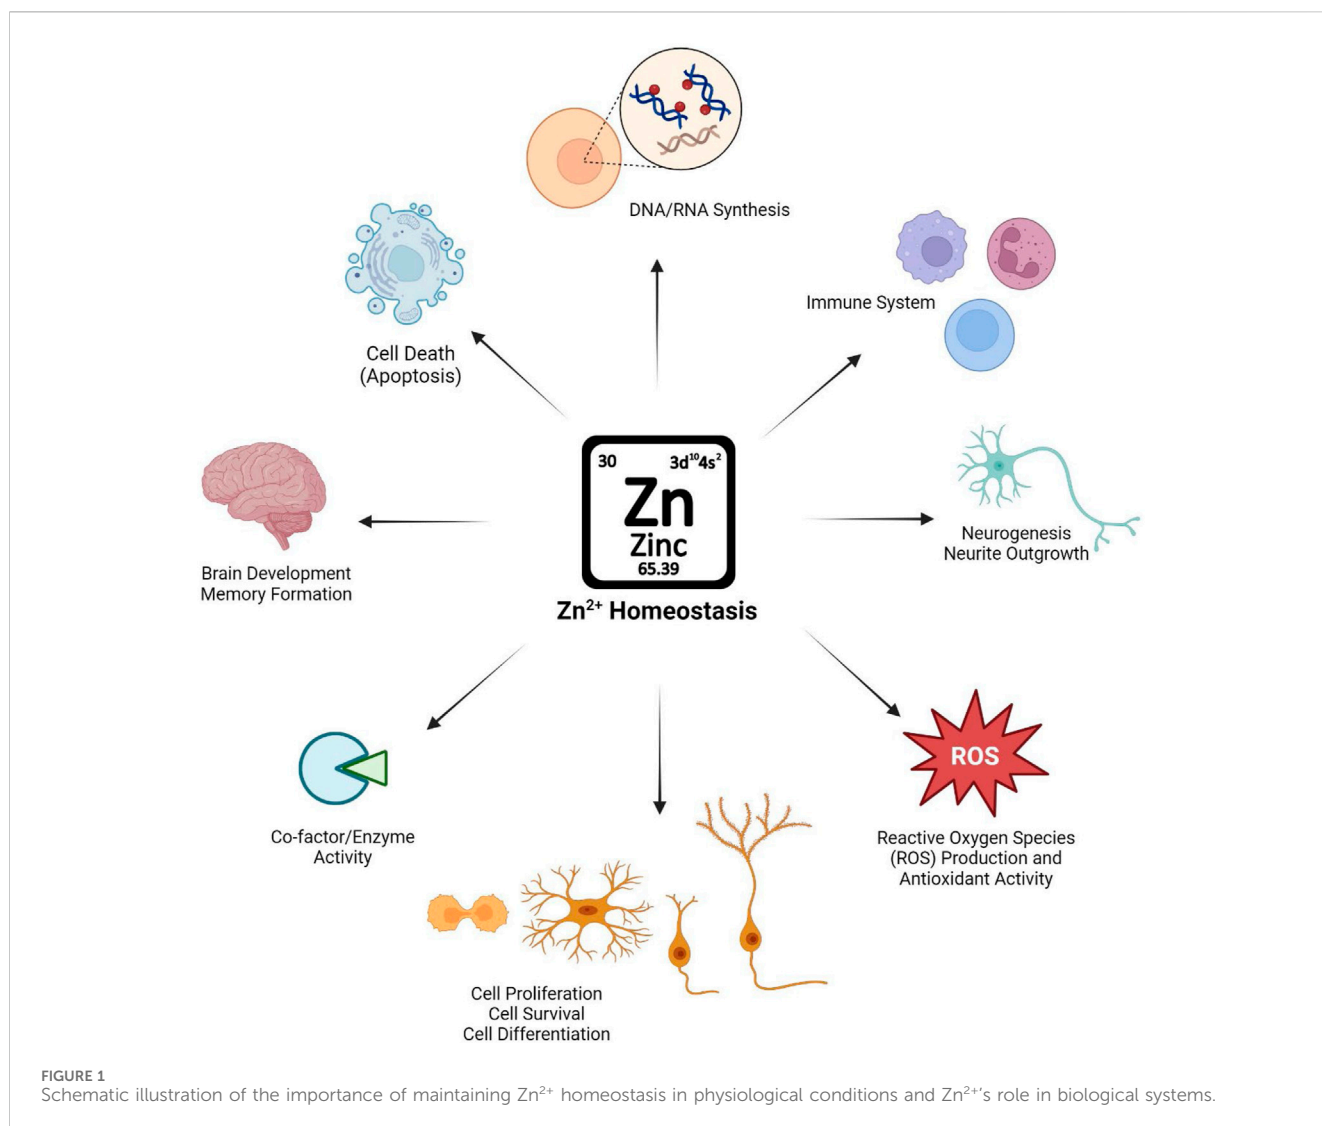 DNA/RNA Synthesis
Immune System
Cell Death
(Apoptosis)
30 3d¹⁰4s²
Zn
Zinc
65.39
Zn²⁺ Homeostasis
Neurogenesis
Neurite Outgrowth
Brain Development
Memory Formation
ROS
Reactive Oxygen Species
(ROS) Production and
Antioxidant Activity
Co-factor/Enzyme
Activity
Cell Proliferation
Cell Survival
Cell Differentiation
FIGURE 1
Schematic illustration of the importance of maintaining Zn²⁺ homeostasis in physiological conditions and Zn²⁺'s role in biological systems.